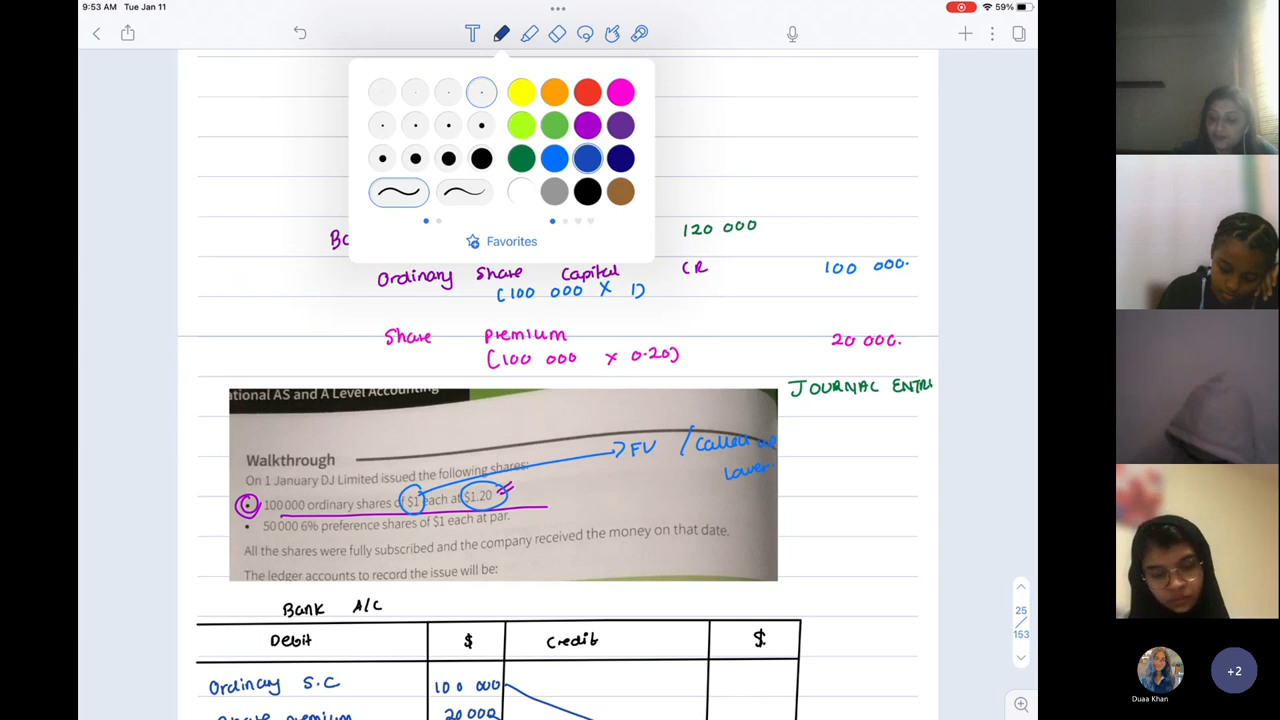 9:53 AM Tue Jan 11
59%
T
Favorites
120 000
Ordinary Share Capital CR 100 000.
(100 000 X 1)
Share premium 20 000.
(100 000 x 0.20)
JOURNAL ENTR
ational AS and A Level Accounting
Walkthrough
FV / Called up
lower.
On 1 January DJ Limited issued the following shares:
• 100 000 ordinary shares of $1 each at $1.20
• 50 000 6% preference shares of $1 each at par.
All the shares were fully subscribed and the company received the money on that date.
The ledger accounts to record the issue will be:
Bank A/C
Debit $ Credit $
Ordinary S.C 100 000
Share premium 20 000
25
/
153
Duaa Khan
+2